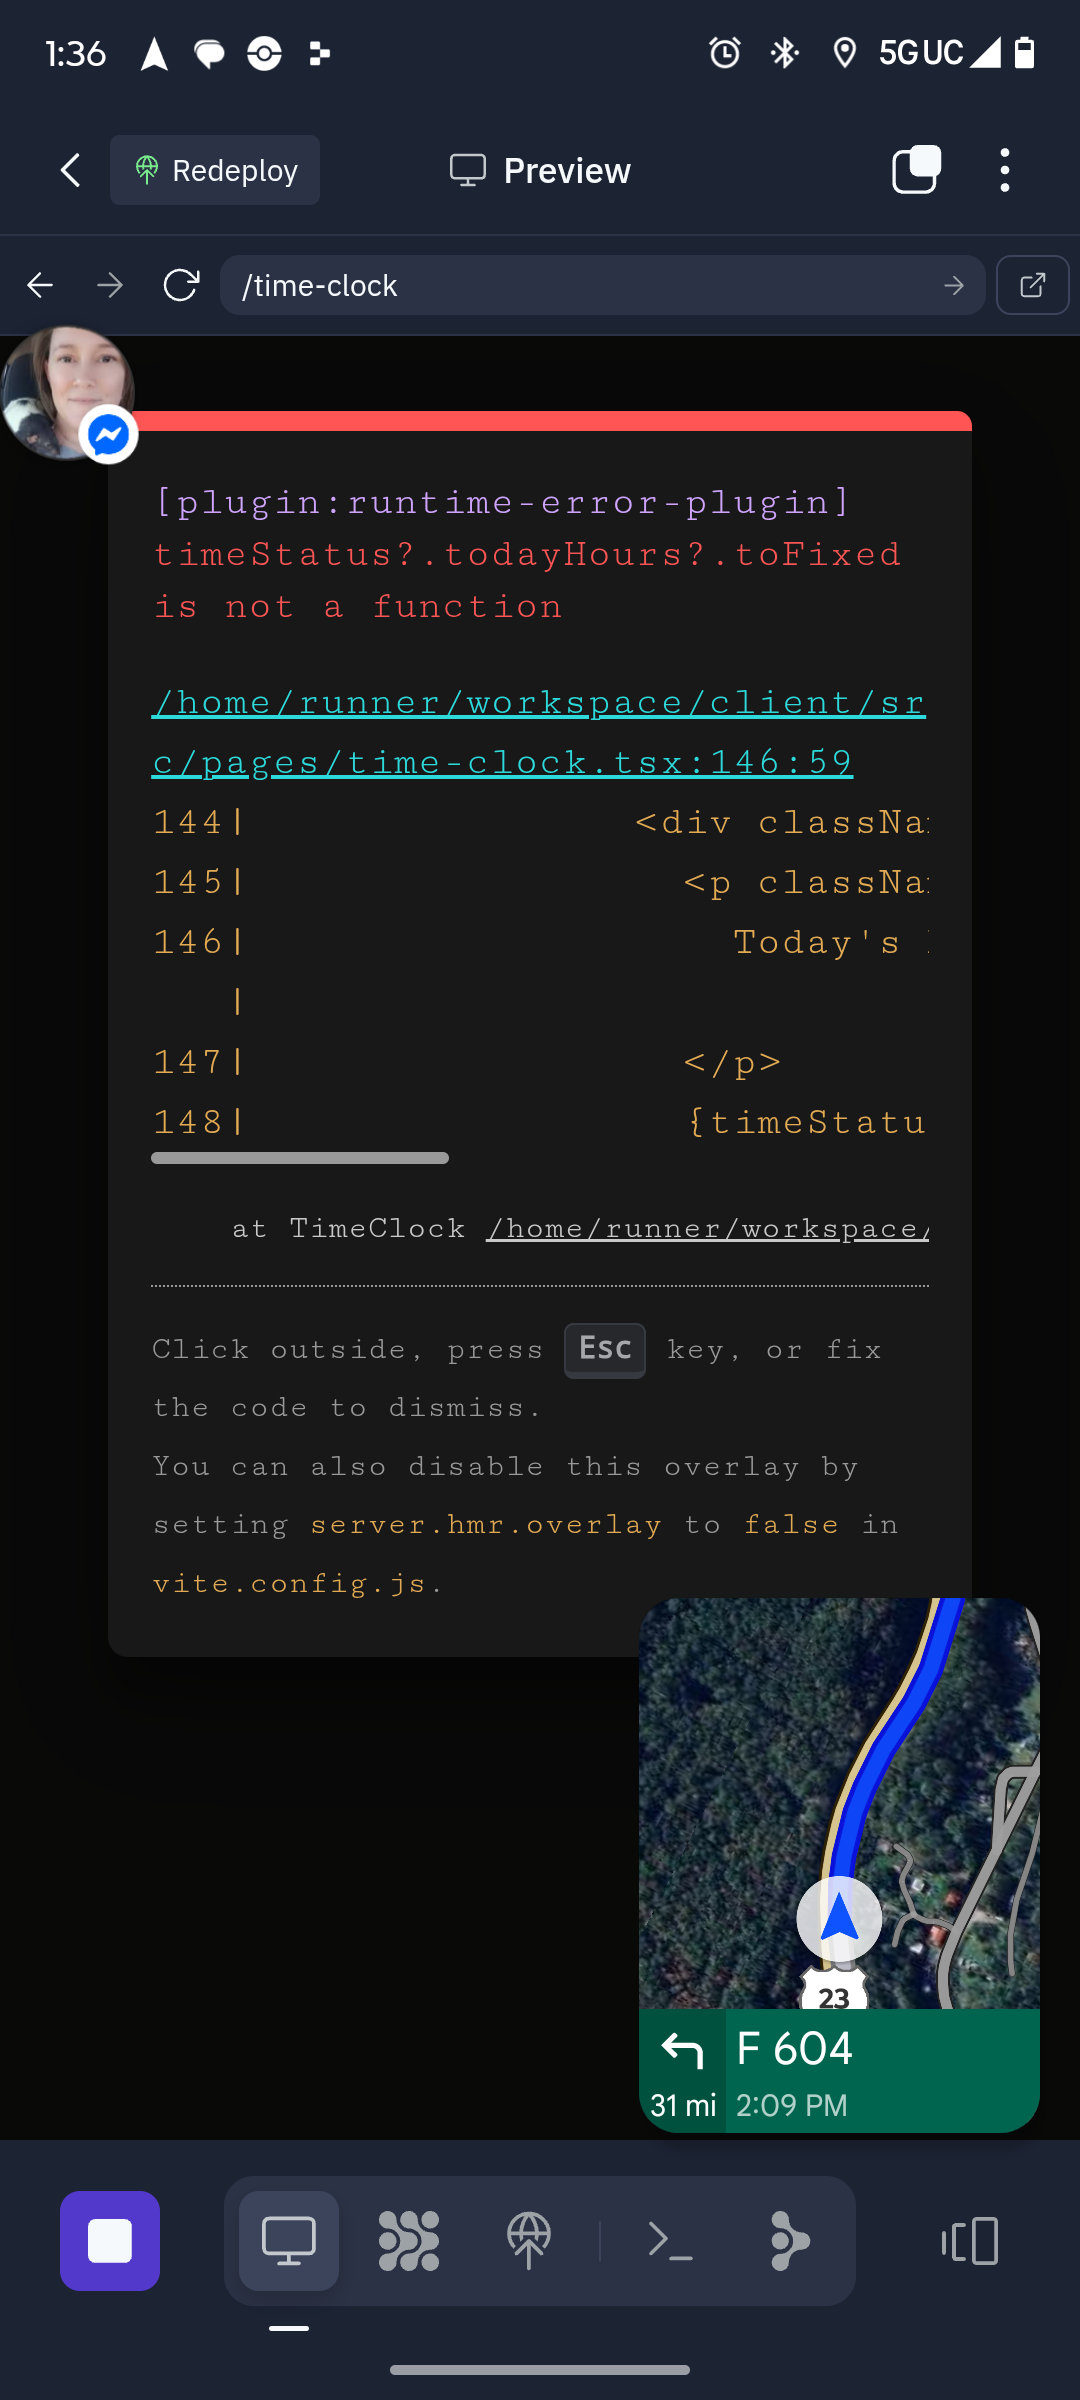 1:36
5G UC
Redeploy
Preview
/time-clock
[plugin:runtime-error-plugin]
timeStatus?.todayHours?.toFixed
is not a function
/home/runner/workspace/client/sr
c/pages/time-clock.tsx:146:59
144|                <div classNa
145|                  <p classNa
146|                    Today's
|
147|                  </p>
148|                  {timeStatu
at TimeClock /home/runner/workspace/
Click outside, press Esc key, or fix
the code to dismiss.
You can also disable this overlay by
setting server.hmr.overlay to false in
vite.config.js.
23
F 604
31 mi 2:09 PM